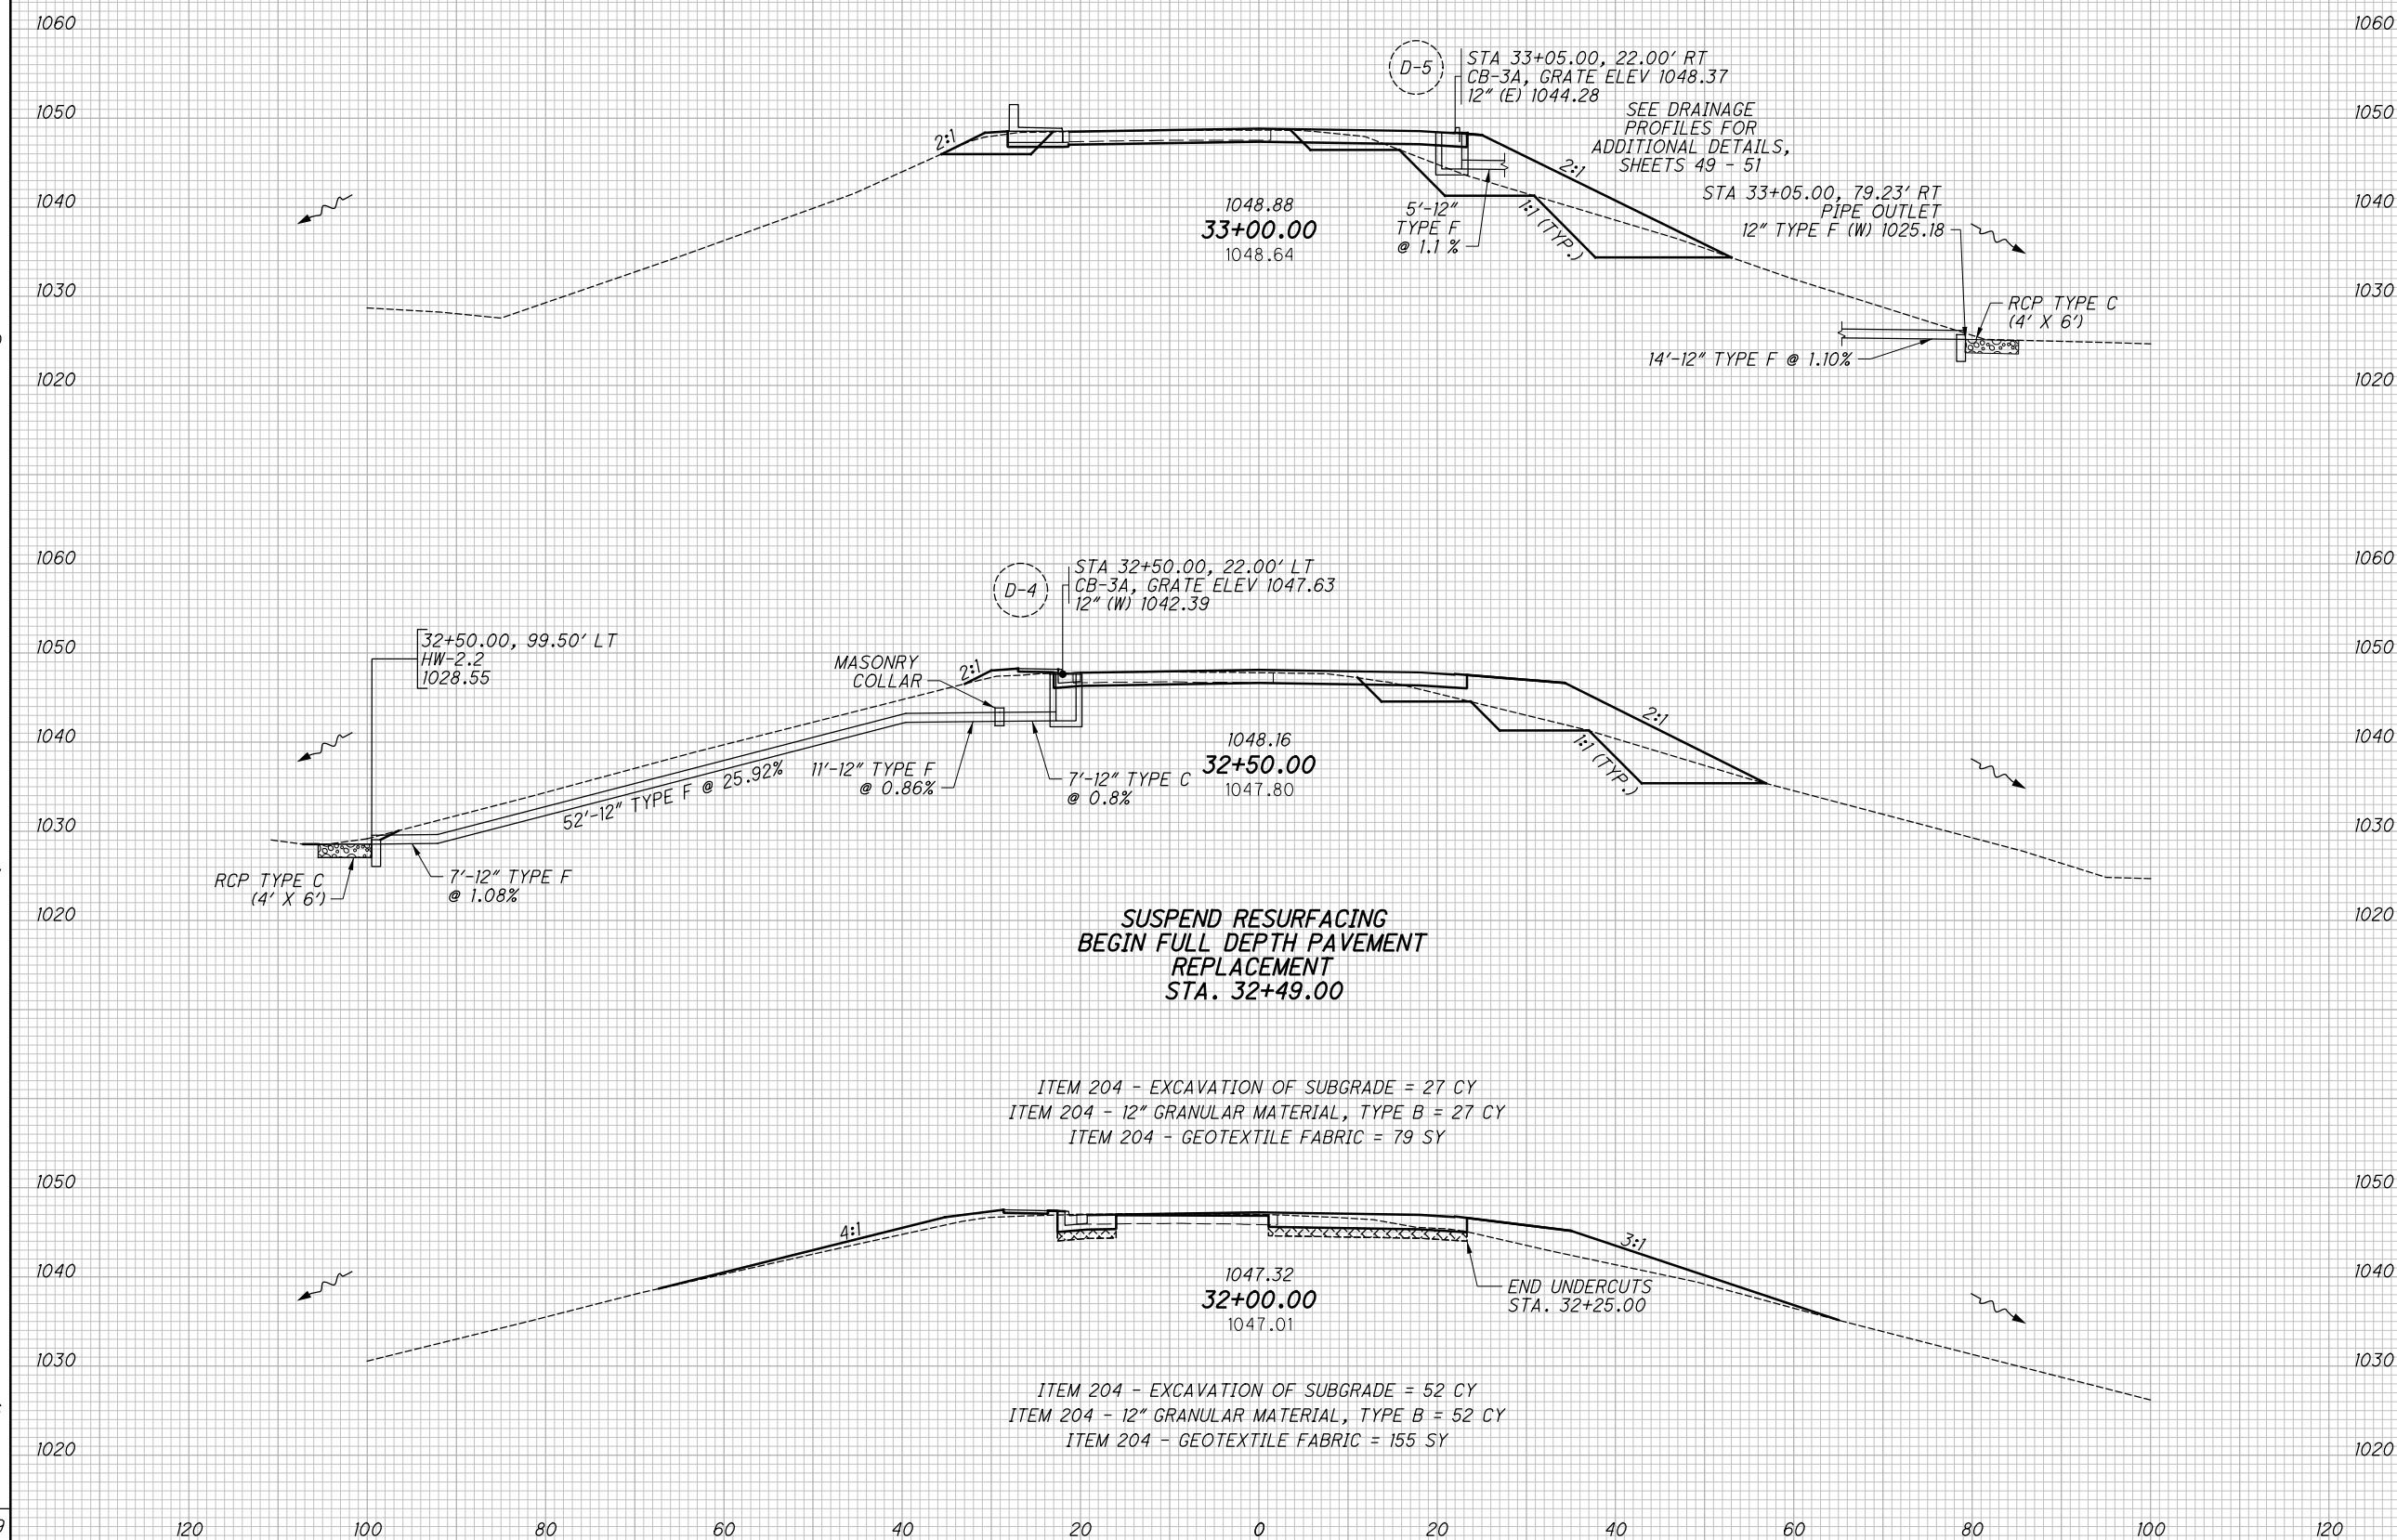 1060 1060
D-5
STA 33+05.00, 22.00' RT
CB-3A, GRATE ELEV 1048.37
12" (E) 1044.28
SEE DRAINAGE
PROFILES FOR
ADDITIONAL DETAILS,
SHEETS 49 - 51
1050 1050
2:1
2:1
STA 33+05.00, 79.23' RT
PIPE OUTLET
12" TYPE F (W) 1025.18
1040 1040
1048.88
33+00.00
1048.64
5'-12"
TYPE F
@ 1.1 %
1:1 (TYP.)
1030 1030
RCP TYPE C
(4' X 6')
14'-12" TYPE F @ 1.10%
1020 1020
1060 1060
D-4
STA 32+50.00, 22.00' LT
CB-3A, GRATE ELEV 1047.63
12" (W) 1042.39
32+50.00, 99.50' LT
HW-2.2
1028.55
1050 1050
MASONRY
COLLAR
2:1
2:1
1040 1040
1048.16
32+50.00
1047.80
1:1 (TYP.)
52'-12" TYPE F @ 25.92%
11'-12" TYPE F
@ 0.86%
7'-12" TYPE C
@ 0.8%
1030 1030
RCP TYPE C
(4' X 6')
7'-12" TYPE F
@ 1.08%
1020 1020
SUSPEND RESURFACING
BEGIN FULL DEPTH PAVEMENT
REPLACEMENT
STA. 32+49.00
ITEM 204 - EXCAVATION OF SUBGRADE = 27 CY
ITEM 204 - 12" GRANULAR MATERIAL, TYPE B = 27 CY
ITEM 204 - GEOTEXTILE FABRIC = 79 SY
1050 1050
4:1
3:1
1040 1040
1047.32
32+00.00
1047.01
END UNDERCUTS
STA. 32+25.00
1030 1030
ITEM 204 - EXCAVATION OF SUBGRADE = 52 CY
ITEM 204 - 12" GRANULAR MATERIAL, TYPE B = 52 CY
ITEM 204 - GEOTEXTILE FABRIC = 155 SY
1020 1020
120 100 80 60 40 20 0 20 40 60 80 100 120